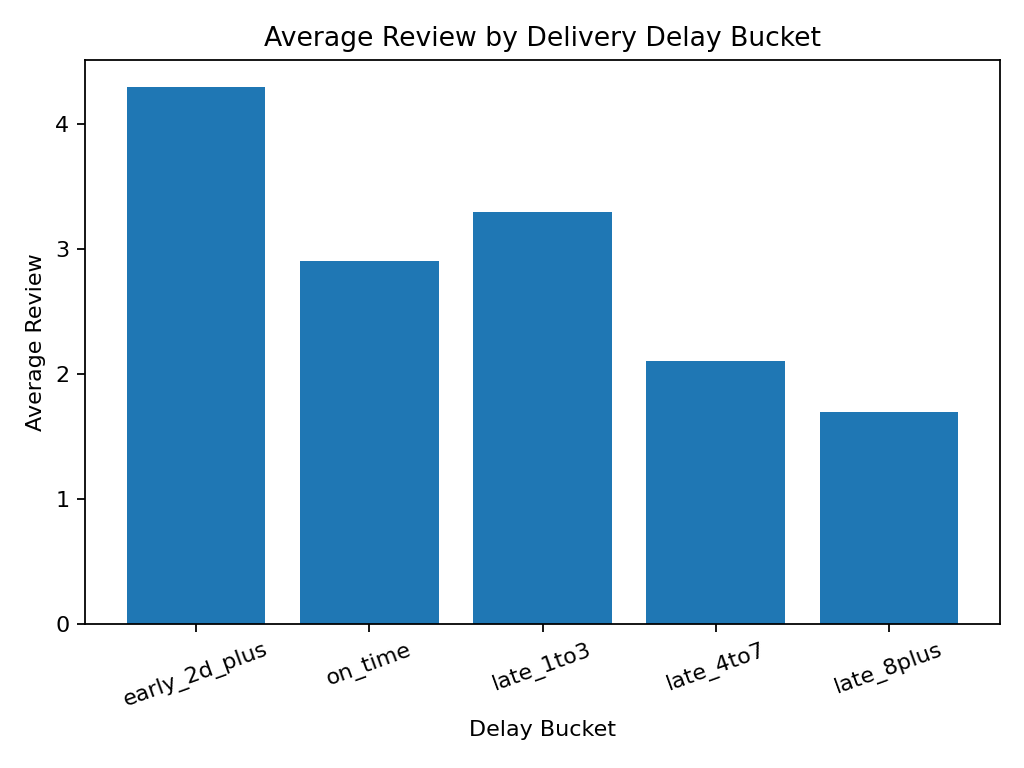 Average Review by Delivery Delay Bucket
Average Review
4
3
2
1
0
early_2d_plus
on_time
late_1to3
late_4to7
late_8plus
Delay Bucket